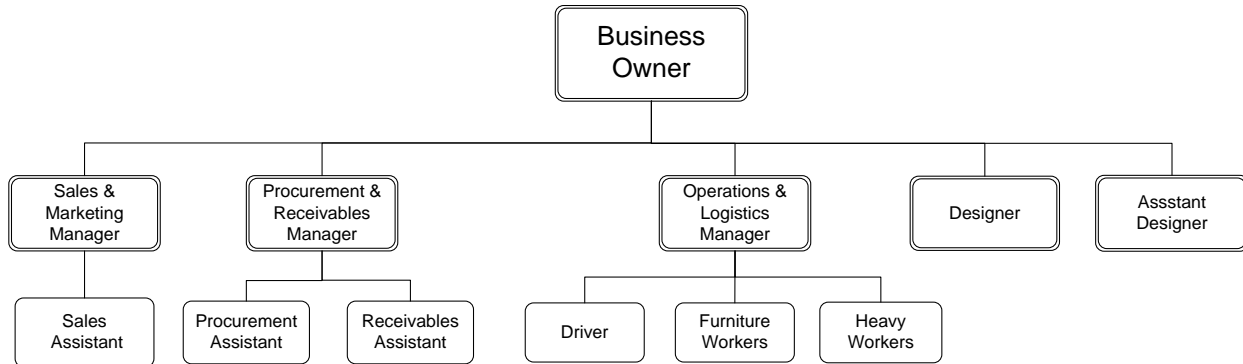 Business
Owner
Sales &
Marketing
Manager
Procurement &
Receivables
Manager
Operations &
Logistics
Manager
Designer
Assstant
Designer
Sales
Assistant
Procurement
Assistant
Receivables
Assistant
Driver
Furniture
Workers
Heavy
Workers